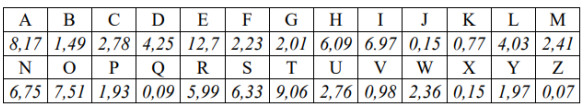 A B C D E F G H I J K L M
8,17 1,49 2,78 4,25 12,7 2,23 2,01 6,09 6.97 0,15 0,77 4,03 2,41
N O P Q R S T U V W X Y Z
6,75 7,51 1,93 0,09 5,99 6,33 9,06 2,76 0,98 2,36 0,15 1,97 0,07